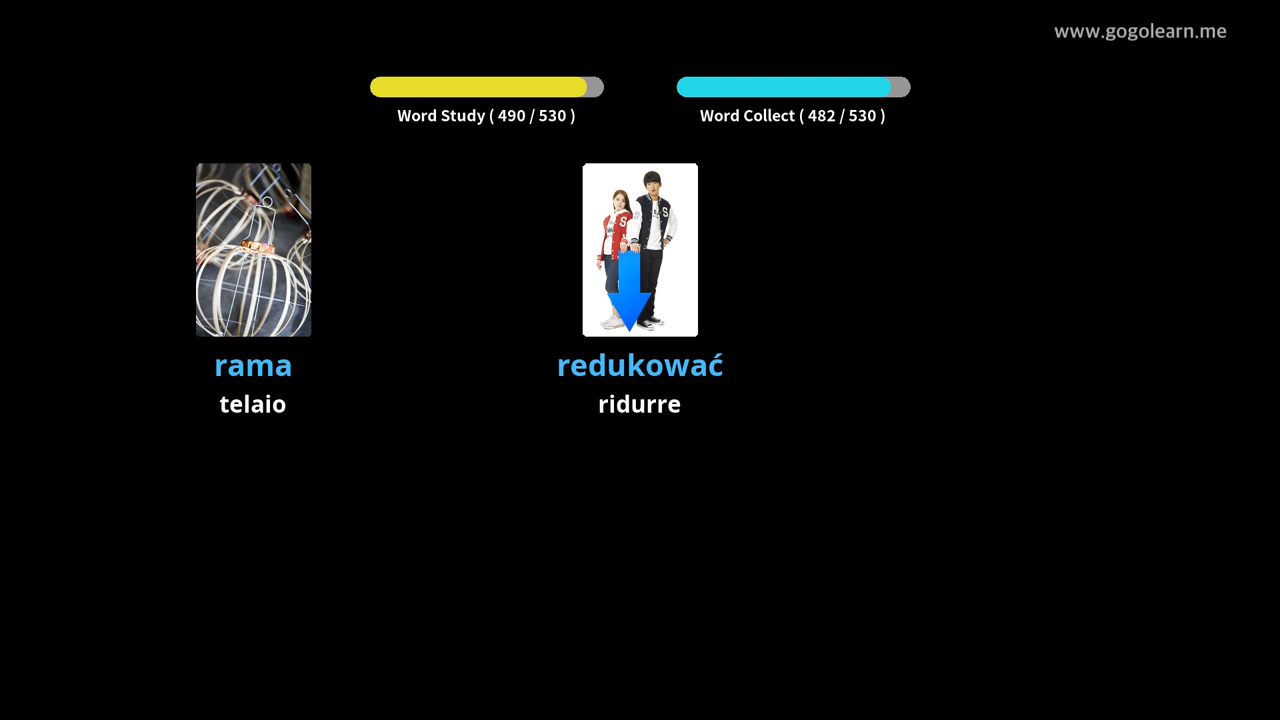 www.gogolearn.me
Word Study ( 490 / 530 )
Word Collect ( 482 / 530 )
S
S
rama
redukować
telaio
ridurre